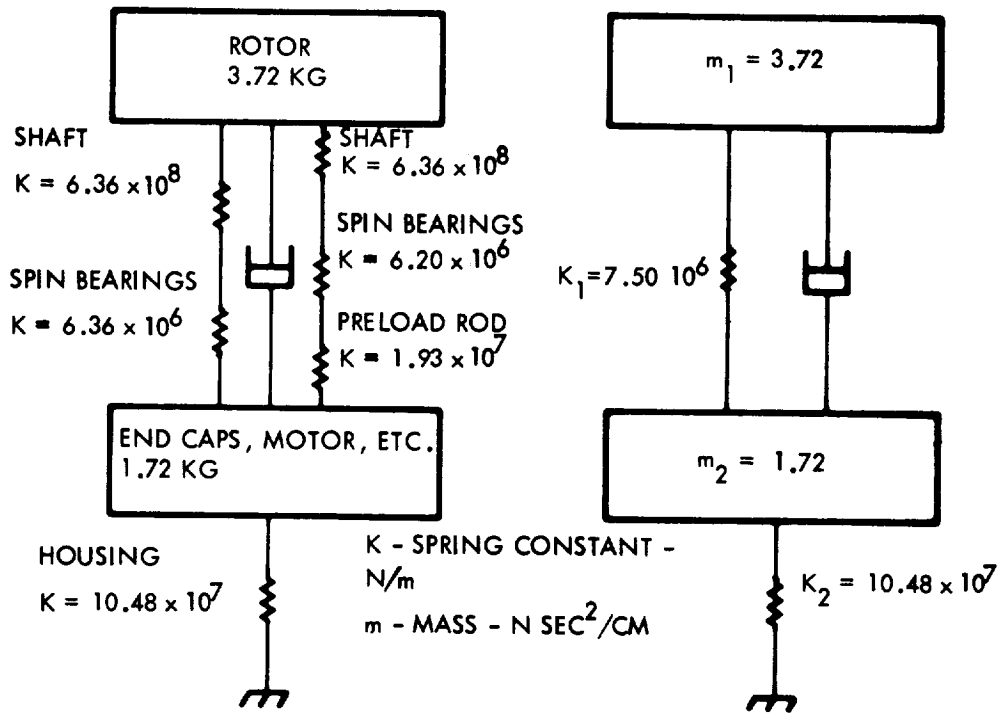 ROTOR
3.72 KG
SHAFT
K = 6.36 x 10⁸
SPIN BEARINGS
K = 6.36 x 10⁶
SHAFT
K = 6.36 x 10⁸
SPIN BEARINGS
K = 6.20 x 10⁶
PRELOAD ROD
K = 1.93 x 10⁷
END CAPS, MOTOR, ETC.
1.72 KG
HOUSING
K = 10.48 x 10⁷
K - SPRING CONSTANT -
N/m
m - MASS - N SEC²/CM
m₁ = 3.72
K₁=7.50 10⁶
m₂ = 1.72
K₂ = 10.48 x 10⁷